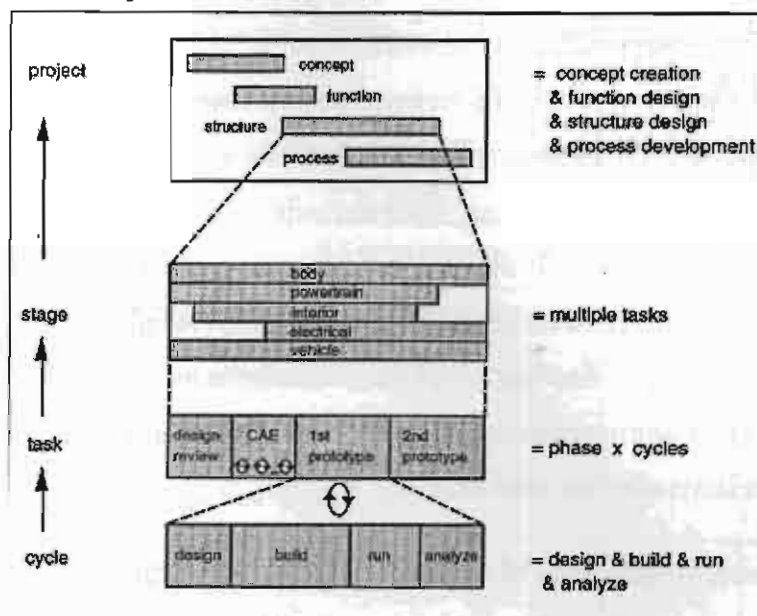 project
concept
function
structure
process
= concept creation
& function design
& structure design
& process development
body
powertrain
interior
electrical
vehicle
stage
= multiple tasks
design
review
CAE
1st
prototype
2nd
prototype
task
= phase x cycles
design
build
run
analyze
cycle
= design & build & run
& analyze